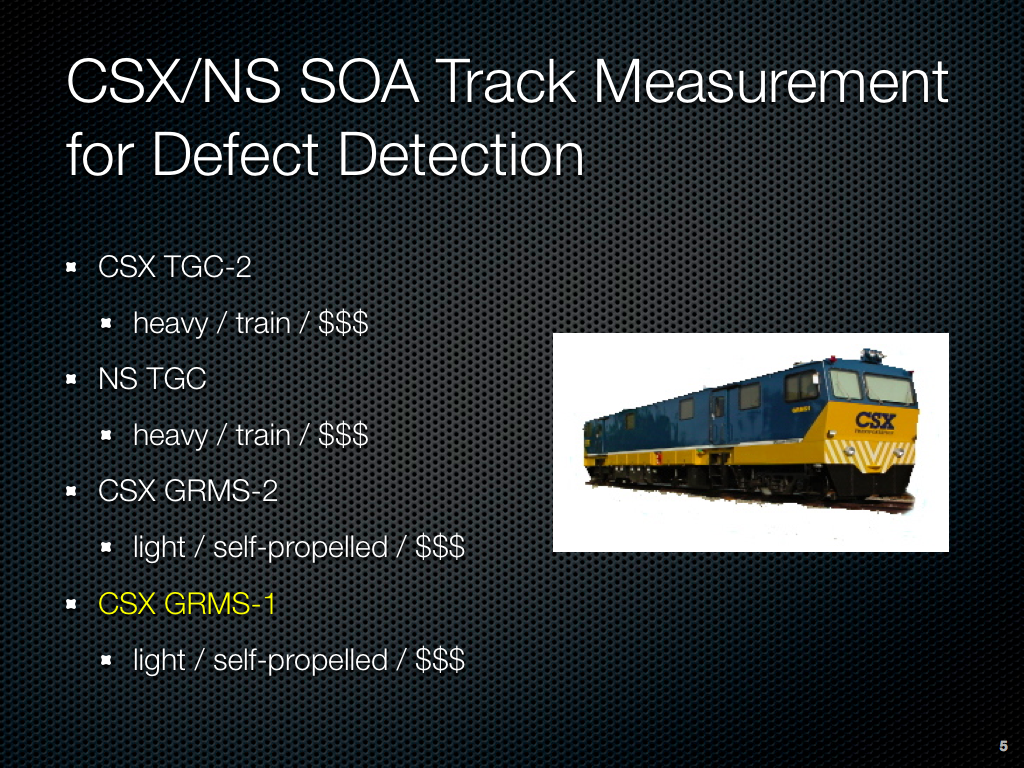 CSX/NS SOA Track Measurement
for Defect Detection
CSX TGC-2
heavy / train / $$$
NS TGC
heavy / train / $$$
CSX GRMS-2
light / self-propelled / $$$
CSX GRMS-1
light / self-propelled / $$$
CSX
5